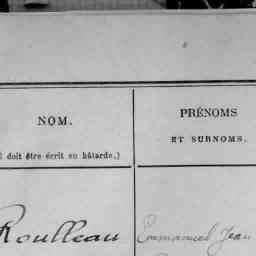 NOM.
doit être écrit en bâtarde.)
PRÉNOMS
ET SURNOMS.
Roulleau
Emmanuel Jean